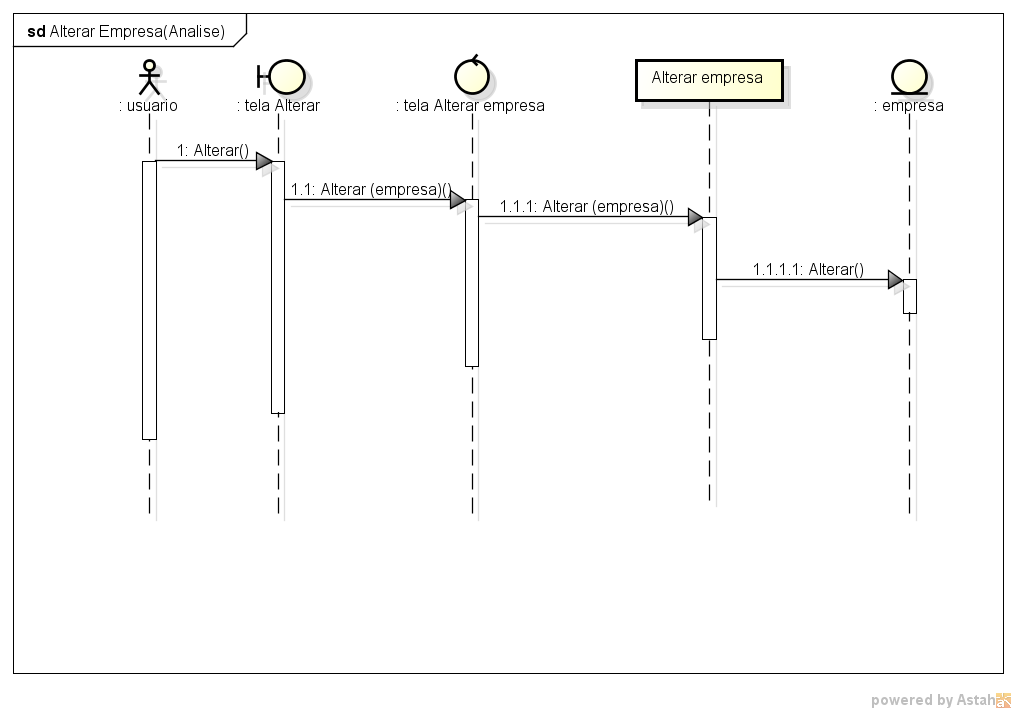 sd Alterar Empresa(Analise)
: usuario
: tela Alterar
: tela Alterar empresa
Alterar empresa
: empresa
1: Alterar()
1.1: Alterar (empresa)()
1.1.1: Alterar (empresa)()
1.1.1.1: Alterar()
powered by Astah